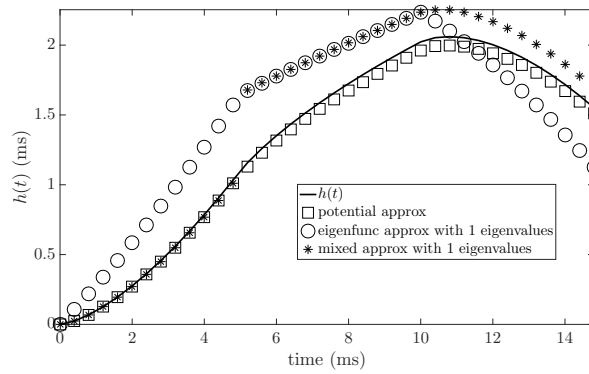 2
1.5
1
0.5
0
0 2 4 6 8 10 12 14
h(t) (ms)
time (ms)
h(t)
potential approx
eigenfunc approx with 1 eigenvalues
mixed approx with 1 eigenvalues